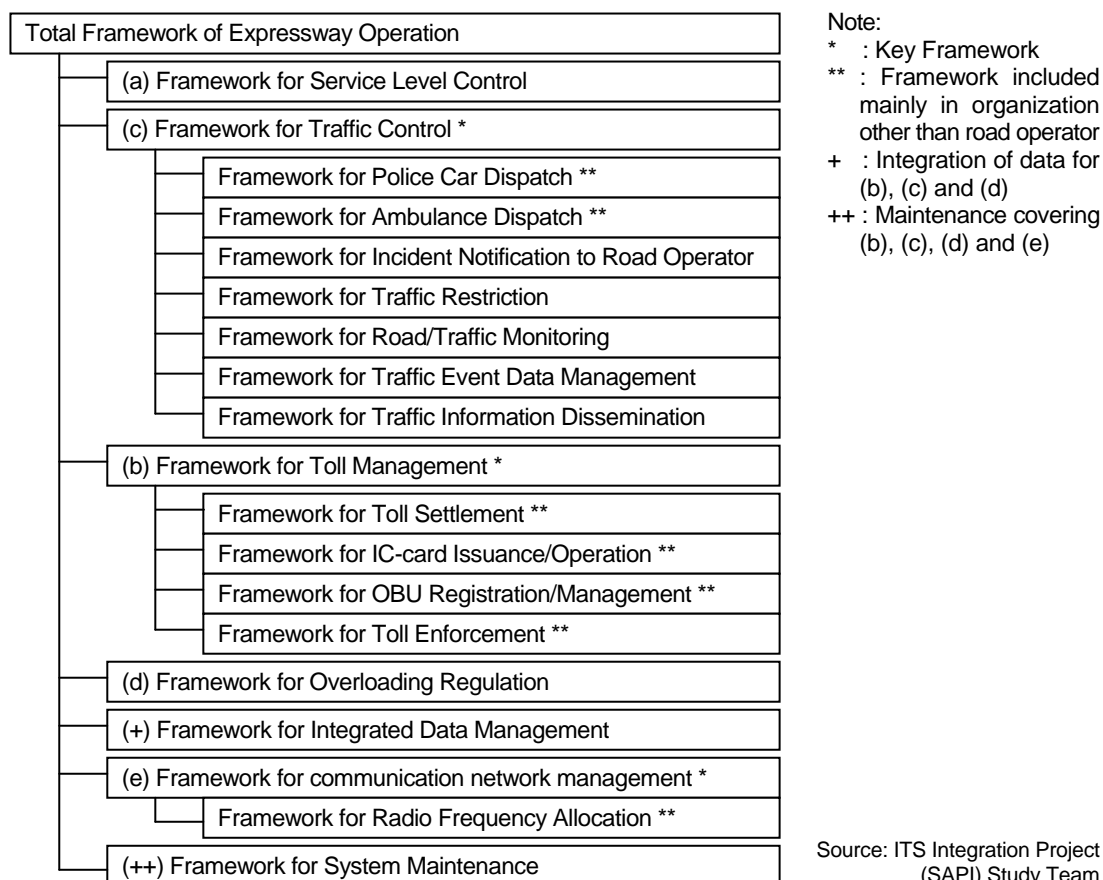 Total Framework of Expressway Operation
(a) Framework for Service Level Control
(c) Framework for Traffic Control *
Framework for Police Car Dispatch **
Framework for Ambulance Dispatch **
Framework for Incident Notification to Road Operator
Framework for Traffic Restriction
Framework for Road/Traffic Monitoring
Framework for Traffic Event Data Management
Framework for Traffic Information Dissemination
(b) Framework for Toll Management *
Framework for Toll Settlement **
Framework for IC-card Issuance/Operation **
Framework for OBU Registration/Management **
Framework for Toll Enforcement **
(d) Framework for Overloading Regulation
(+) Framework for Integrated Data Management
(e) Framework for communication network management *
Framework for Radio Frequency Allocation **
(++) Framework for System Maintenance
Note:
* : Key Framework
** : Framework included
mainly in organization
other than road operator
+ : Integration of data for
(b), (c) and (d)
++ : Maintenance covering
(b), (c), (d) and (e)
Source: ITS Integration Project
(SAPI) Study Team